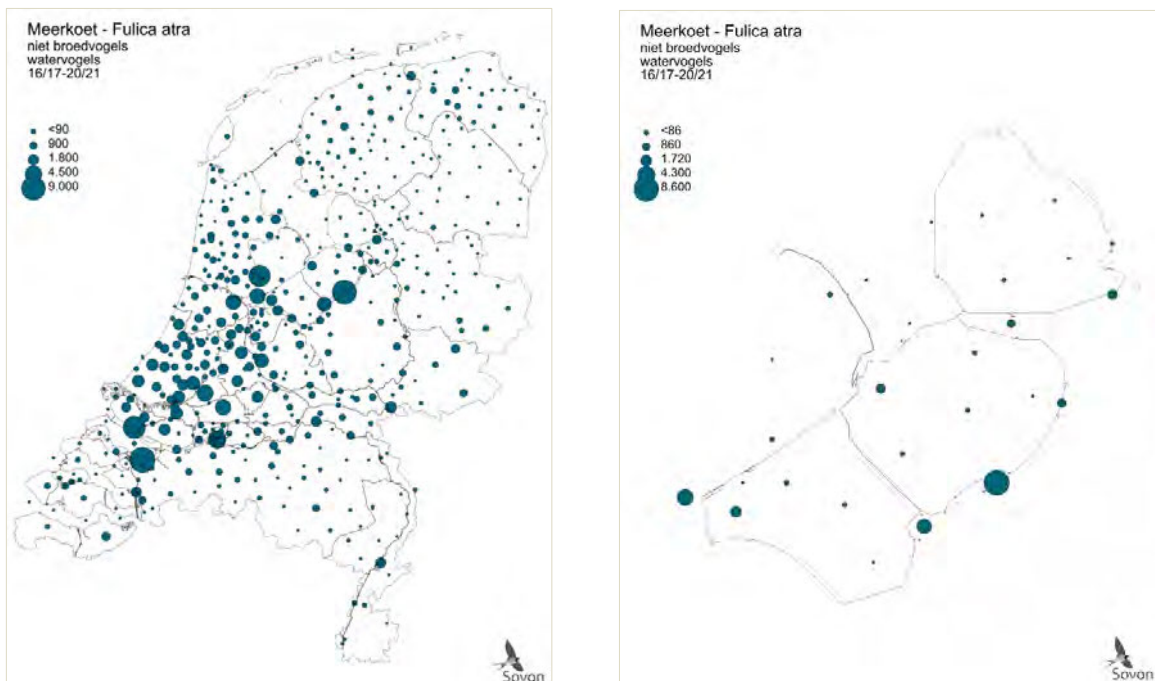 Meerkoet - Fulica atra
niet broedvogels
watervogels
16/17-20/21
<90
900
1.800
4.500
9.000
Sovon
Meerkoet - Fulica atra
niet broedvogels
watervogels
16/17-20/21
<86
860
1.720
4.300
8.600
Sovon